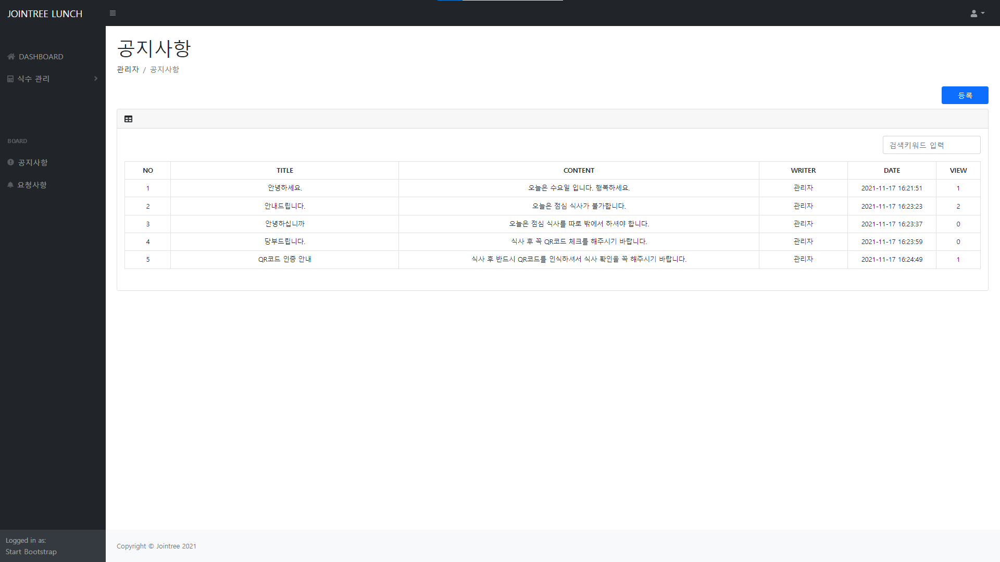 JOINTREE LUNCH
DASHBOARD
식수 관리
BOARD
공지사항
요청사항
Logged in as:
Start Bootstrap
공지사항
관리자 / 공지사항
등록
검색키워드 입력
NO TITLE CONTENT WRITER DATE VIEW
1 안녕하세요. 오늘은 수요일 입니다. 행복하세요. 관리자 2021-11-17 16:21:51 1
2 안내드립니다. 오늘은 점심 식사가 불가합니다. 관리자 2021-11-17 16:23:23 2
3 안녕하십니까 오늘은 점심 식사를 따로 밖에서 하셔야 합니다. 관리자 2021-11-17 16:23:37 0
4 당부드립니다. 식사 후 꼭 QR코드 체크를 해주시기 바랍니다. 관리자 2021-11-17 16:23:59 0
5 QR코드 인증 안내 식사 후 반드시 QR코드를 인식하셔서 식사 확인을 꼭 해주시기 바랍니다. 관리자 2021-11-17 16:24:49 1
Copyright © Jointree 2021